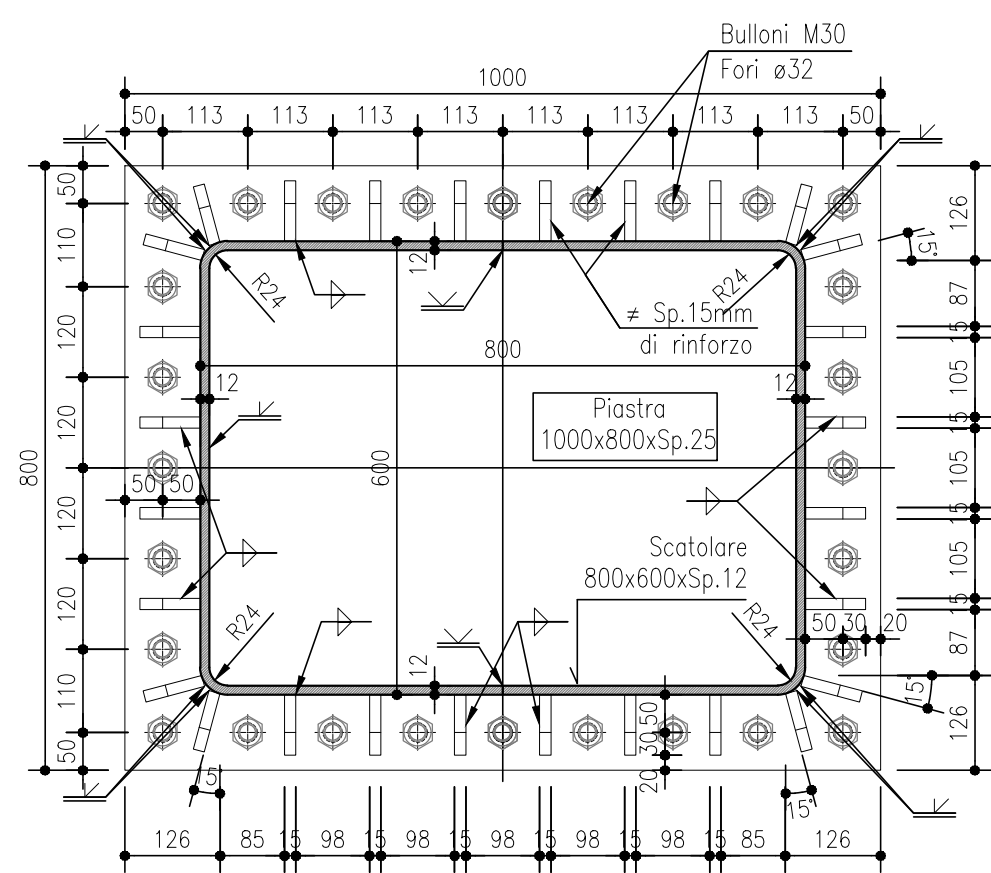 Bulloni M30
Fori ø32
1000
50 113 113 113 113 113 113 113 113 50
50
126
110
15°
12
R24
R24
87
≠ Sp.15mm
di rinforzo
15
120
800
105
12
12
Piastra
1000x800xSp.25
15
120
800
600
105
50 50
15
120
Scatolare
800x600xSp.12
105
120
15
R24
R24
50 30 20
87
12
110
15°
126
50
30
20
50
15°
15°
126 85 15 98 15 98 15 98 15 98 15 98 15 85 126